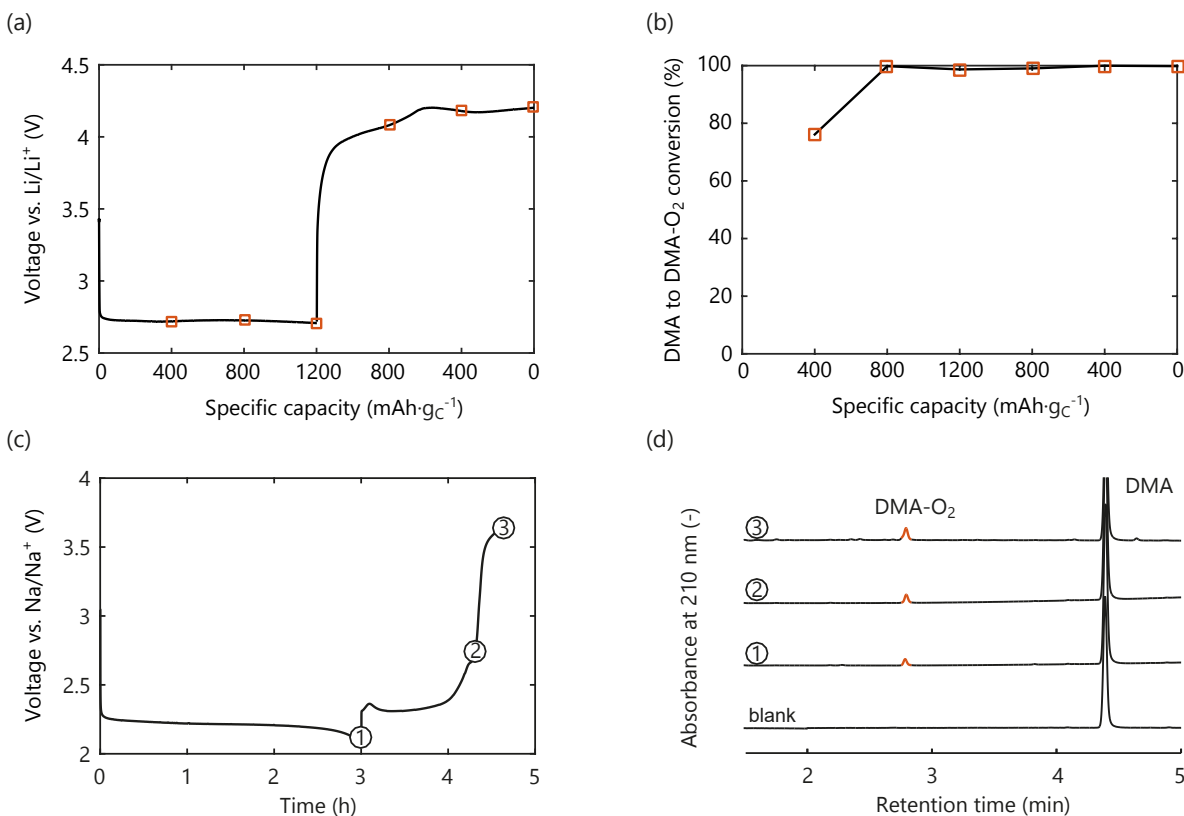 (a)
4.5
4
3.5
3
2.5
0 400 800 1200 800 400 0
Voltage vs. Li/Li⁺ (V)
Specific capacity (mAh·gC⁻¹)
(b)
100
80
60
40
20
0
0 400 800 1200 800 400 0
DMA to DMA-O₂ conversion (%)
Specific capacity (mAh·gC⁻¹)
(c)
4
3.5
3
2.5
2
0 1 2 3 4 5
Voltage vs. Na/Na⁺ (V)
Time (h)
①
②
③
(d)
DMA
DMA-O₂
③
②
①
blank
2 3 4 5
Absorbance at 210 nm (-)
Retention time (min)